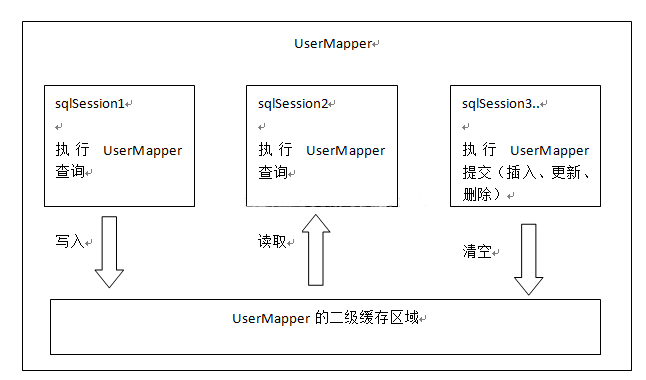 UserMapper
sqlSession1
执行 UserMapper
查询
写入
sqlSession2
执行 UserMapper
查询
读取
sqlSession3..
执行 UserMapper
提交（插入、更新、
删除）
清空
UserMapper 的二级缓存区域